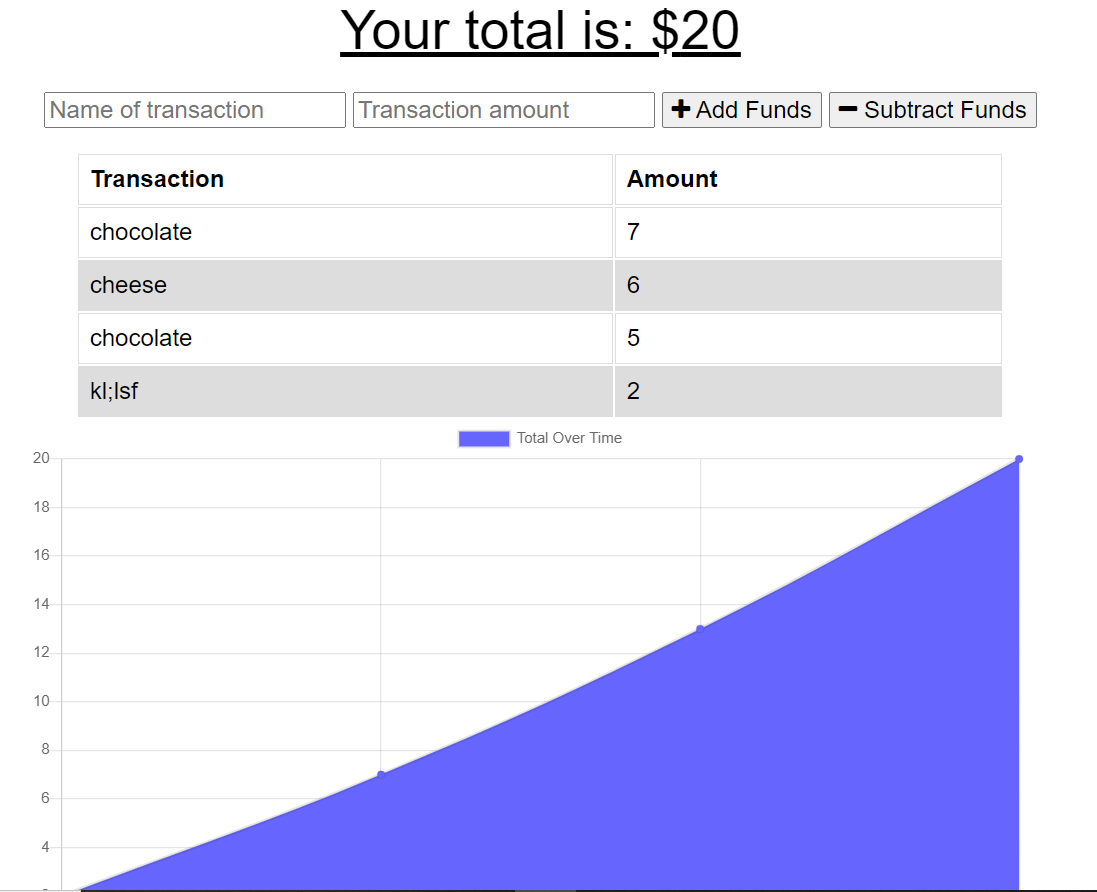 Your total is: $20
Name of transaction Transaction amount + Add Funds − Subtract Funds
Transaction Amount
chocolate 7
cheese 6
chocolate 5
kl;lsf 2
Total Over Time
20
18
16
14
12
10
8
6
4